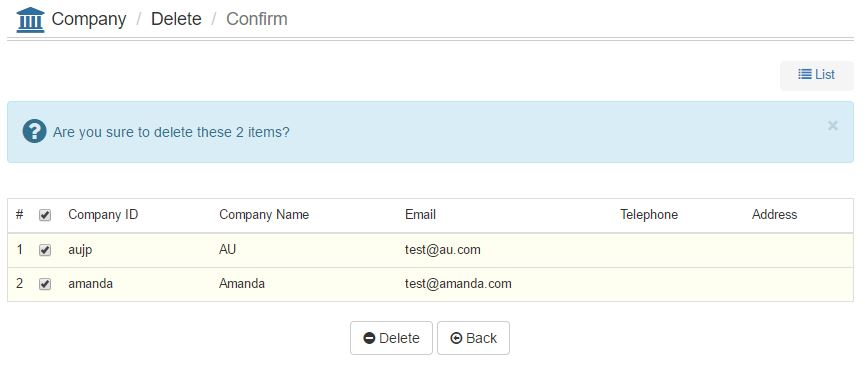 Company / Delete / Confirm
List
Are you sure to delete these 2 items?
×
# Company ID Company Name Email Telephone Address
1 aujp AU test@au.com
2 amanda Amanda test@amanda.com
Delete Back